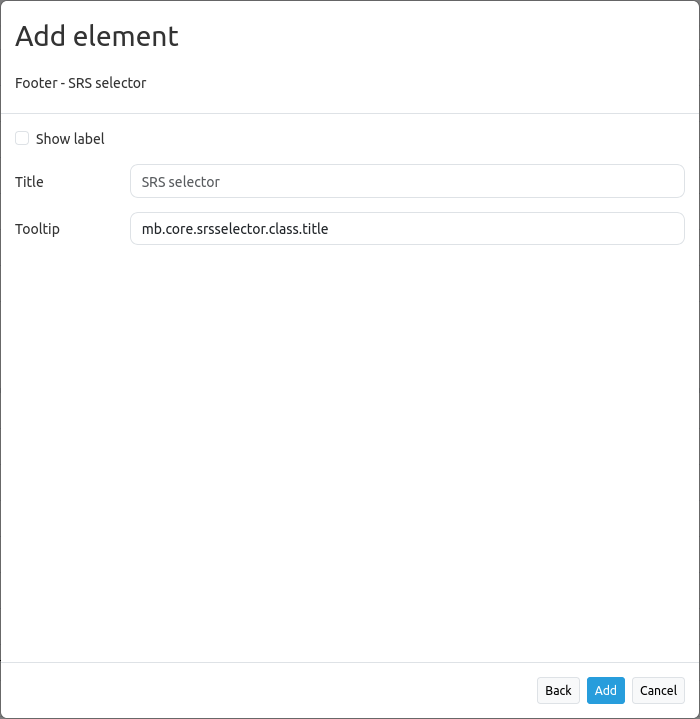 Add element
Footer - SRS selector
Show label
Title
SRS selector
Tooltip
mb.core.srsselector.class.title
Back
Add
Cancel